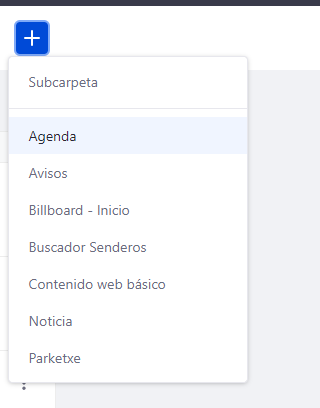 Subcarpeta
Agenda
Avisos
Billboard - Inicio
Buscador Senderos
Contenido web básico
Noticia
Parketxe